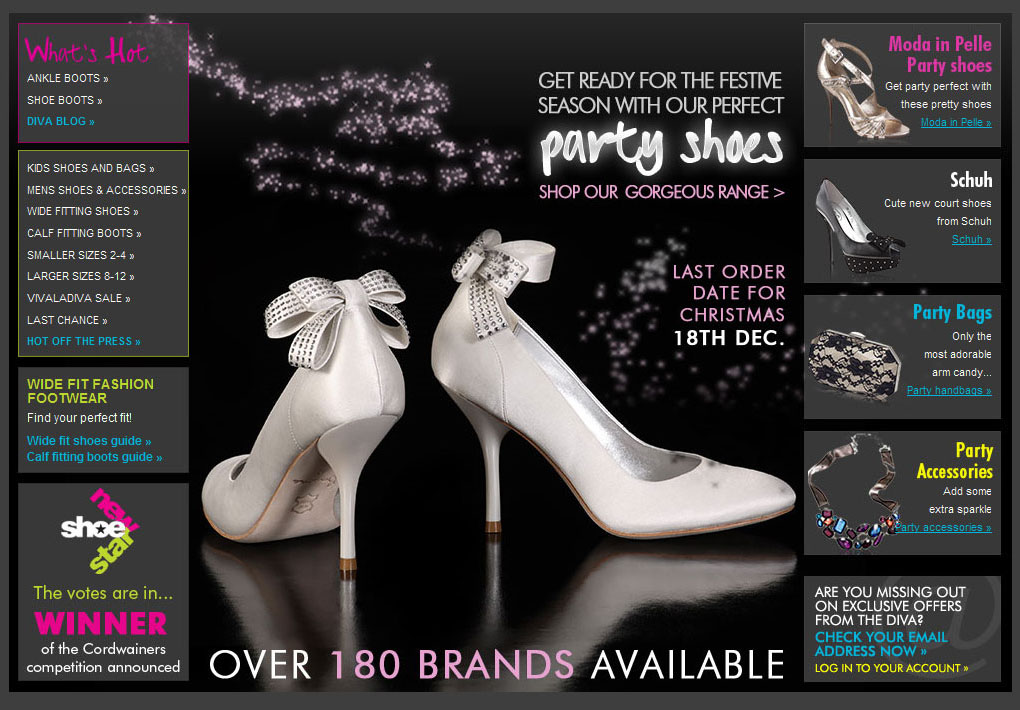 What's Hot
ANKLE BOOTS »
SHOE BOOTS »
DIVA BLOG »
KIDS SHOES AND BAGS »
MENS SHOES & ACCESSORIES »
WIDE FITTING SHOES »
CALF FITTING BOOTS »
SMALLER SIZES 2-4 »
LARGER SIZES 8-12 »
VIVALADIVA SALE »
LAST CHANCE »
HOT OFF THE PRESS »
WIDE FIT FASHION
FOOTWEAR
Find your perfect fit!
Wide fit shoes guide »
Calf fitting boots guide »
new
shoe
star
The votes are in...
WINNER
of the Cordwainers
competition announced
GET READY FOR THE FESTIVE
SEASON WITH OUR PERFECT
party shoes
SHOP OUR GORGEOUS RANGE >
LAST ORDER
DATE FOR
CHRISTMAS
18TH DEC.
OVER 180 BRANDS AVAILABLE
Moda in Pelle
Party shoes
Get party perfect with
these pretty shoes
Moda in Pelle »
Schuh
Cute new court shoes
from Schuh
Schuh »
Party Bags
Only the
most adorable
arm candy...
Party handbags »
Party
Accessories
Add some
extra sparkle
Party accessories »
@
ARE YOU MISSING OUT
ON EXCLUSIVE OFFERS
FROM THE DIVA?
CHECK YOUR EMAIL
ADDRESS NOW »
LOG IN TO YOUR ACCOUNT »